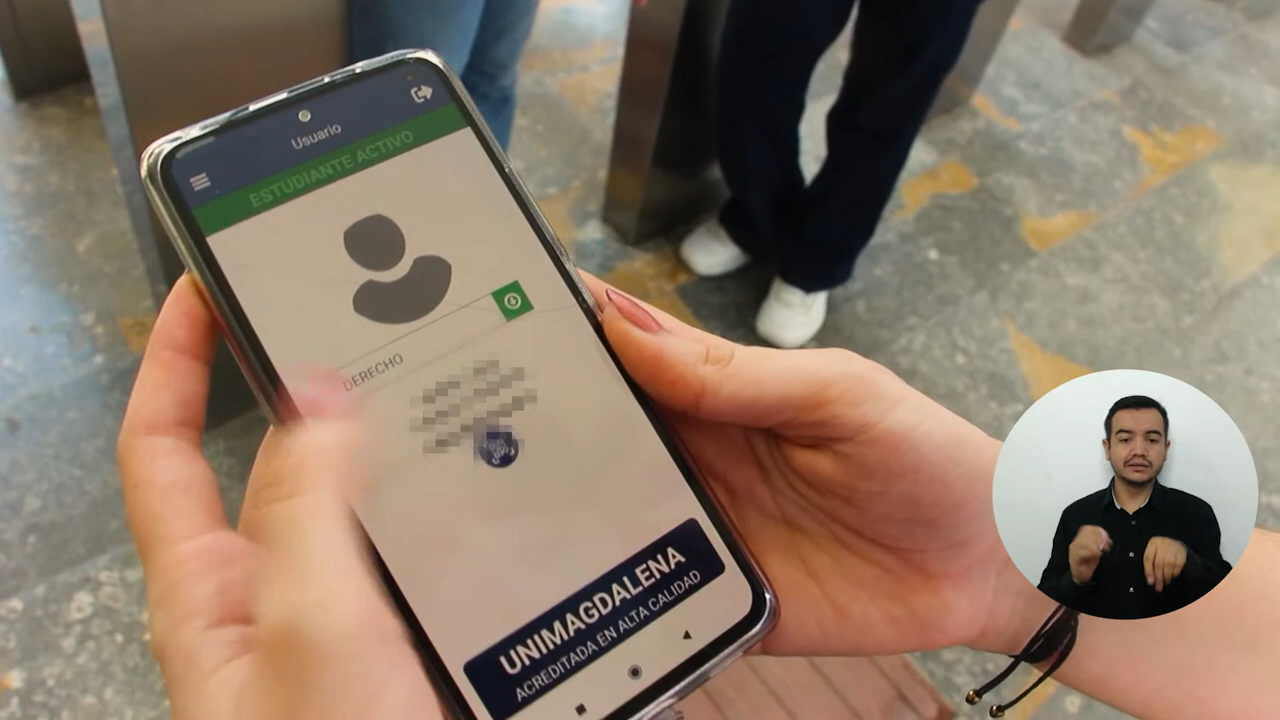 Usuario
ESTUDIANTE ACTIVO
DERECHO
UNIMAGDALENA
ACREDITADA EN ALTA CALIDAD